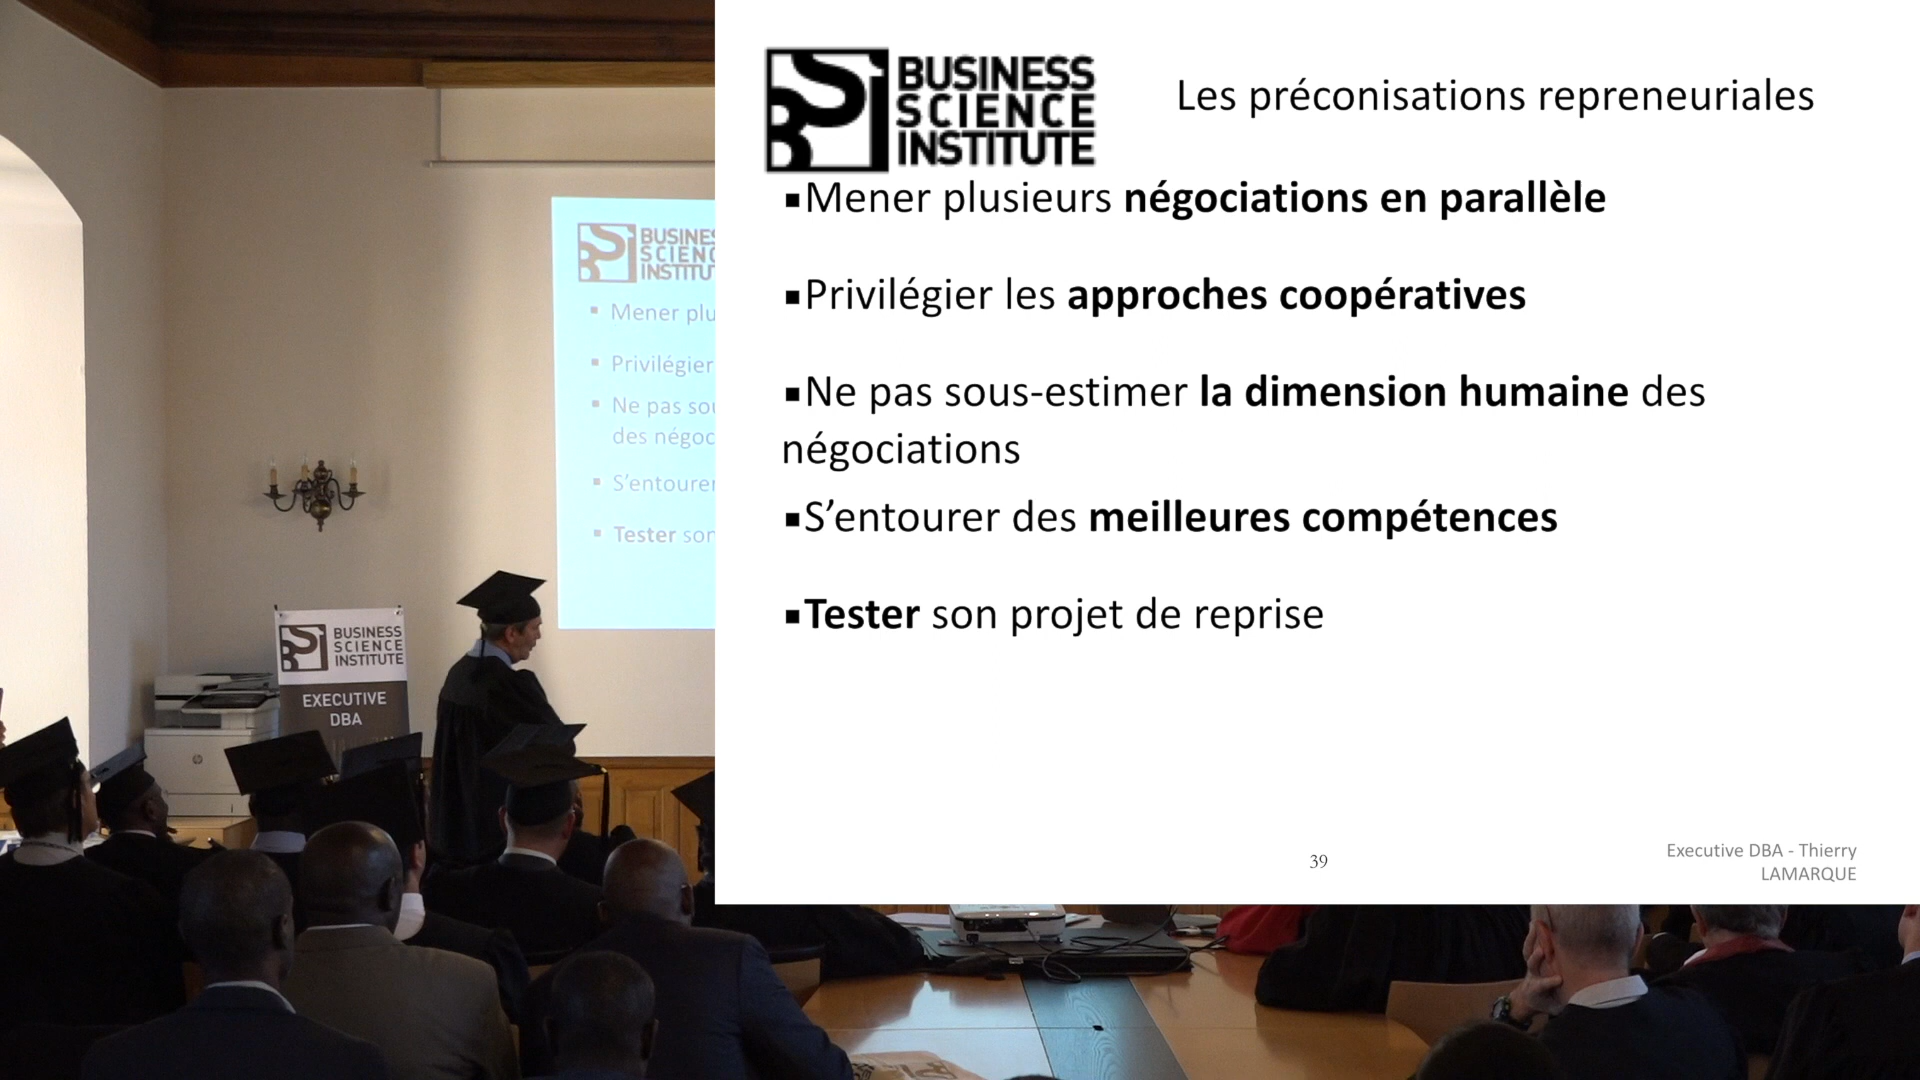 BUSINESS
SCIENCE
INSTITUTE
Les préconisations repreneuriales
▪Mener plusieurs négociations en parallèle
▪Privilégier les approches coopératives
▪Ne pas sous-estimer la dimension humaine des
négociations
▪S’entourer des meilleures compétences
▪Tester son projet de reprise
39
Executive DBA - Thierry
LAMARQUE
BUSINES
SCIENC
INSTITU
▪ Mener plu
▪ Privilégier
▪ Ne pas sou
des négoc
▪ S’entourer
▪ Tester son
BUSINESS
SCIENCE
INSTITUTE
EXECUTIVE
DBA
hp